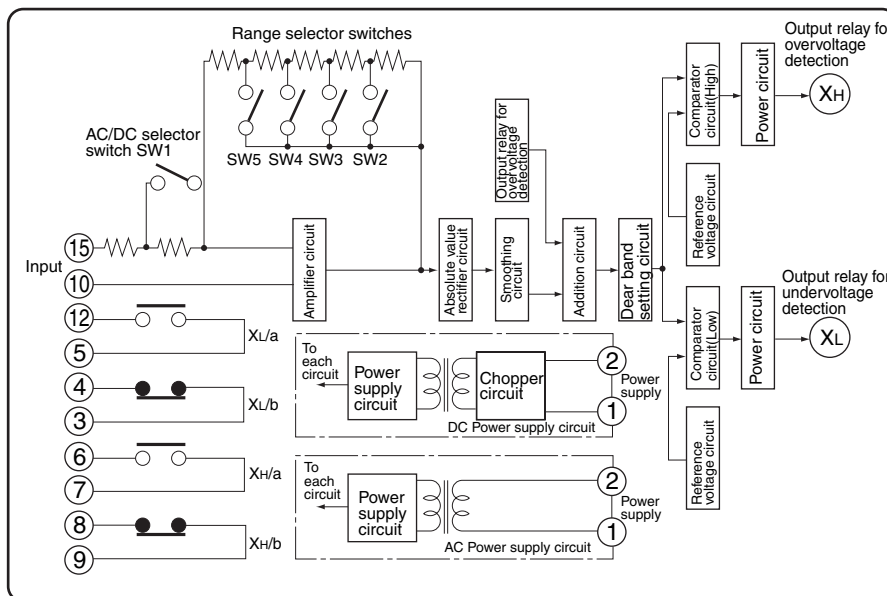 Range selector switches
Output relay fo
overvoltage
detection
AC/DC selector
switch SW1
SW5 SW4 SW3 SW2
Input
15
10
12
5
4
3
6
7
8
9
XL/a
XL/b
XH/a
XH/b
Amplifier circuit
Absolute value
rectifier circuit
Smoothing
circuit
Output relay for
overvoltage
detection
Addition circuit
Dear band
setting circuit
Comparator
circuit(High)
Power circuit
XH
Reference
voltage circuit
Output relay for
undervoltage
detection
Comparator
circuit(Low)
Power circuit
XL
Reference
voltage circuit
To
each
circuit
Power
supply
circuit
Chopper
circuit
2
Power
supply
1
DC Power supply circuit
To
each
circuit
Power
supply
circuit
2
Power
supply
1
AC Power supply circuit